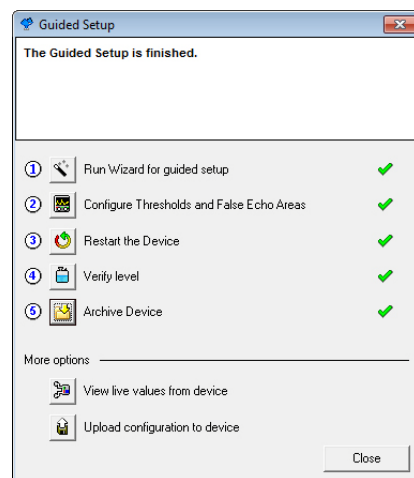 Guided Setup
The Guided Setup is finished.
1 Run Wizard for guided setup
2 Configure Thresholds and False Echo Areas
3 Restart the Device
4 Verify level
5 Archive Device
More options
View live values from device
Upload configuration to device
Close